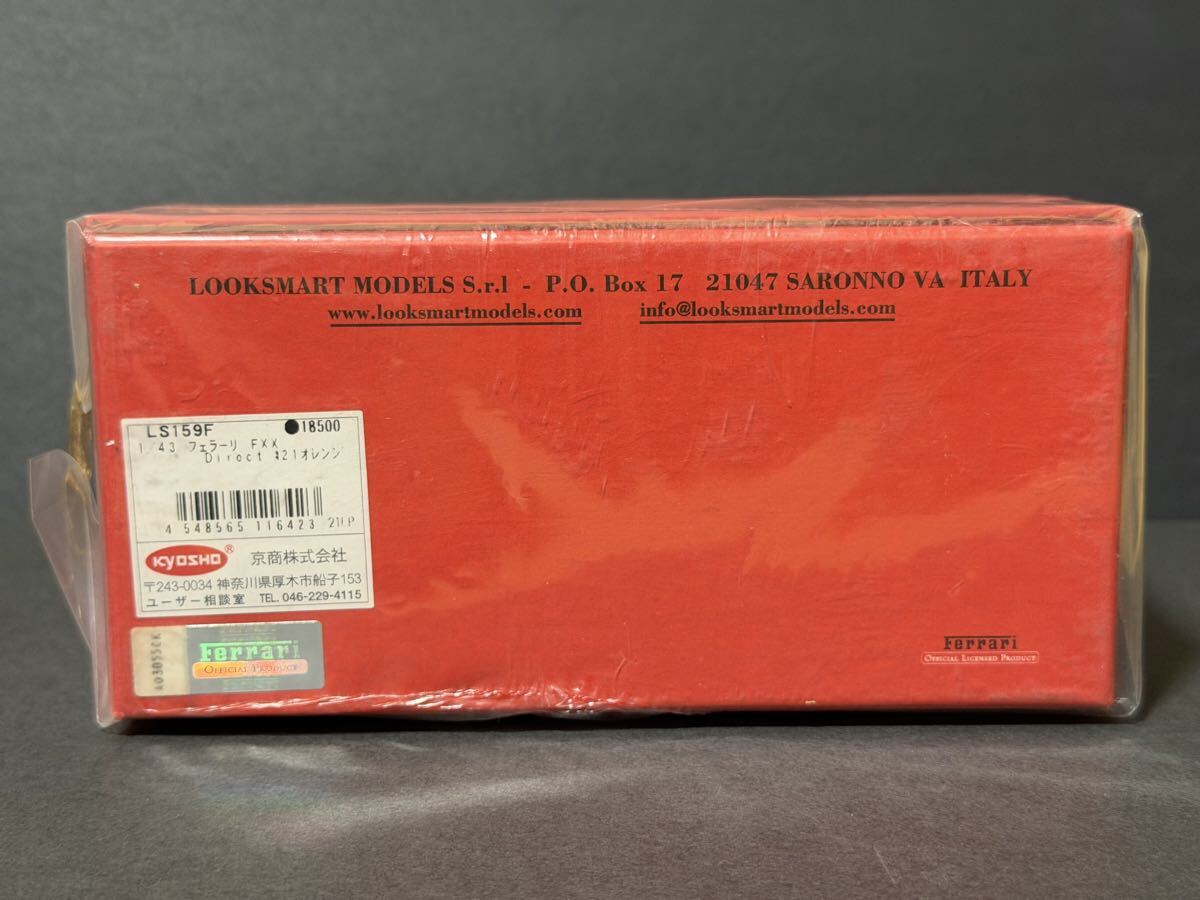 LOOKSMART MODELS S.r.l - P.O. Box 17 21047 SARONNO VA ITALY
www.looksmartmodels.com info@looksmartmodels.com
LS159F ●18500
1/43 フェラーリ FXX
Direct #21オレンジ
4 548565 116423
KYOSHO® 京商株式会社
〒243-0034 神奈川県厚木市船子153
ユーザー相談室 TEL. 046-229-4115
Ferrari
OFFICIAL PRODUCT
Ferrari
OFFICIAL LICENSED PRODUCT